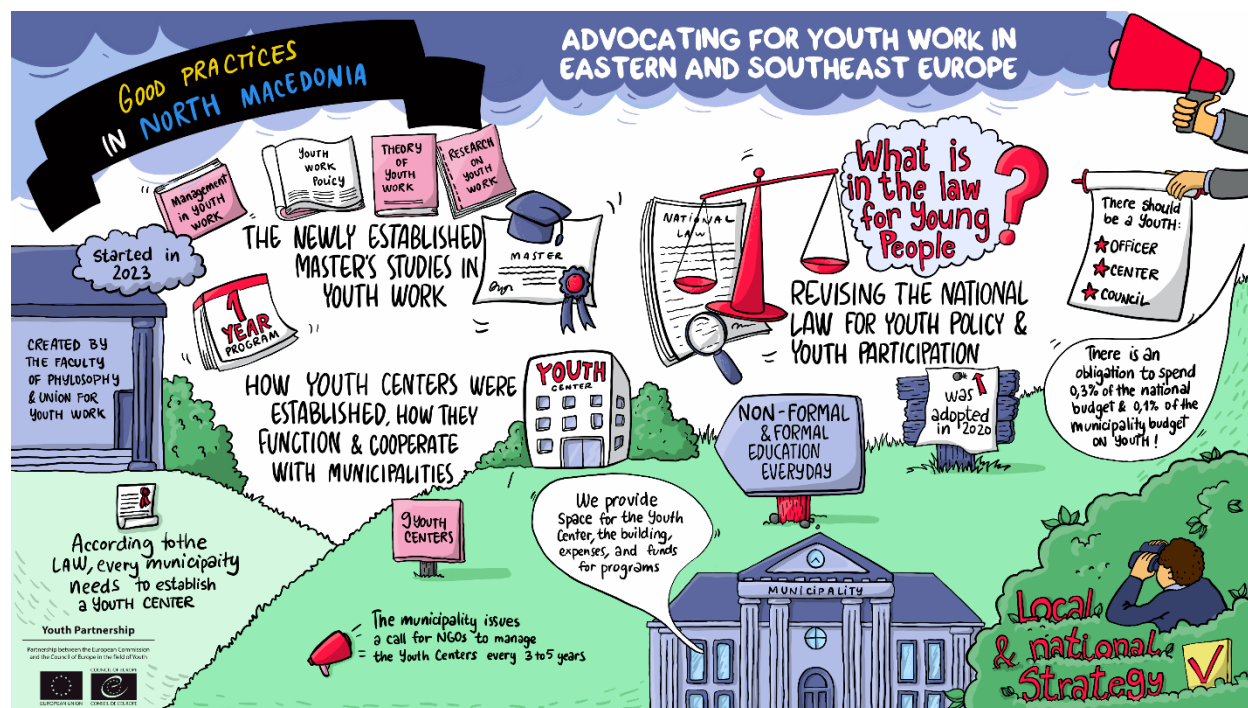 GOOD PRACTICES
IN NORTH MACEDONIA
ADVOCATING FOR YOUTH WORK IN
EASTERN AND SOUTHEAST EUROPE
Management
in YOUTH
WORK
YOUTH
WORK
POLICY
THEORY
OF
YOUTH
WORK
RESEARCH
ON
YOUTH
WORK
Started in
2023
THE NEWLY ESTABLISHED
MASTER'S STUDIES IN
YOUTH WORK
MASTER
1
YEAR
PROGRAM
CREATED BY
THE FACULTY
OF PHYLOSOPHY
& UNION FOR
YOUTH WORK
NATIONAL
LAW
What is
in the law
for Young
People
?
REVISING THE NATIONAL
LAW FOR YOUTH POLICY &
YOUTH PARTICIPATION
There should
be a YOUTH:
OFFICER
CENTER
COUNCIL
There is an
obligation to spend
0,3% of the national
budget & 0,1% of the
municipality budget
ON YOUTH!
was
adopted
in 2020
HOW YOUTH CENTERS WERE
ESTABLISHED, HOW THEY
FUNCTION & COOPERATE
WITH MUNICIPALITIES
YOUTH
CENTER
NON-FORMAL
& FORMAL
EDUCATION
EVERYDAY
According to the
LAW, every municipaity
needs to establish
a YOUTH CENTER
9 YOUTH
CENTERS
We provide
Space for the Youth
Center, the building,
expenses, and funds
for programs
The municipality issues
a call for NGOs to manage
the Youth Centers every 3 to 5 years
MUNICIPALITY
Local
& national
Strategy
Youth Partnership
Partnership between the European Commission
and the Council of Europe in the field of Youth
EUROPEAN UNION
COUNCIL OF EUROPE
CONSEIL DE L'EUROPE